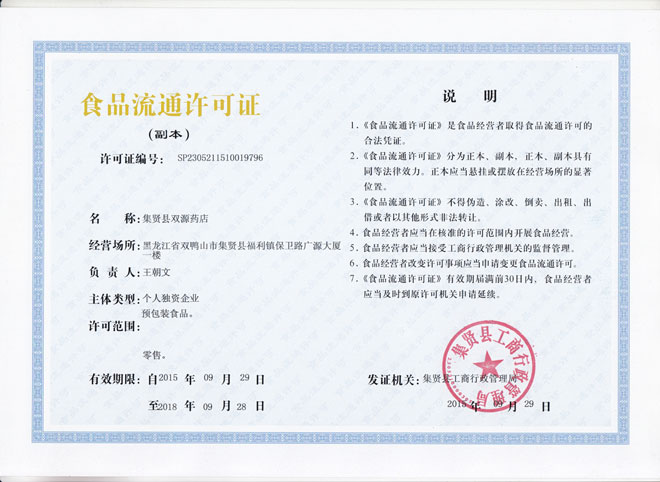 食品流通许可证
(副本)
许可证编号: SP2305211510019796
名 称: 集贤县双源药店
经营场所: 黑龙江省双鸭山市集贤县福利镇保卫路广源大厦
一楼
负 责 人: 王朝文
主体类型: 个人独资企业
预包装食品。
许可范围:
零售。
有效期限: 自2015 年 09 月 29 日
至2018 年 09 月 28 日
说 明
1.《食品流通许可证》是食品经营者取得食品流通许可的
合法凭证。
2.《食品流通许可证》分为正本、副本。正本、副本具有
同等法律效力。正本应当悬挂或摆放在经营场所的显著
位置。
3.《食品流通许可证》不得伪造、涂改、倒卖、出租、出
借或者以其他形式非法转让。
4.食品经营者应当在核准的许可范围内开展食品经营。
5.食品经营者应当接受工商行政管理机关的监督管理。
6.食品经营者改变许可事项应当申请变更食品流通许可。
7.《食品流通许可证》有效期届满前30日内，食品经营者
应当及时到原许可机关申请延续。
发证机关: 集贤县工商行政管理局
2015 年 09 月 29 日
集贤县工商行政管理局